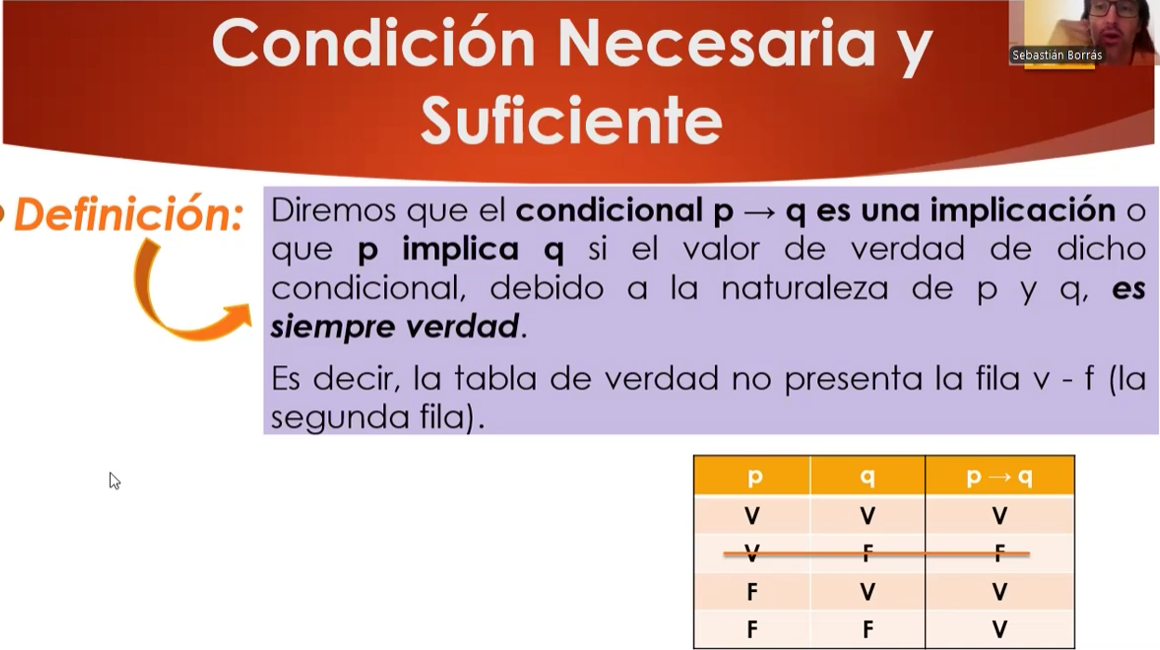 Condición Necesaria y
Suficiente
Sebastián Borrás
Definición:
Diremos que el condicional p → q es una implicación o
que p implica q si el valor de verdad de dicho
condicional, debido a la naturaleza de p y q, es
siempre verdad.
Es decir, la tabla de verdad no presenta la fila v - f (la
segunda fila).
p q p → q
V V V
V F F
F V V
F F V